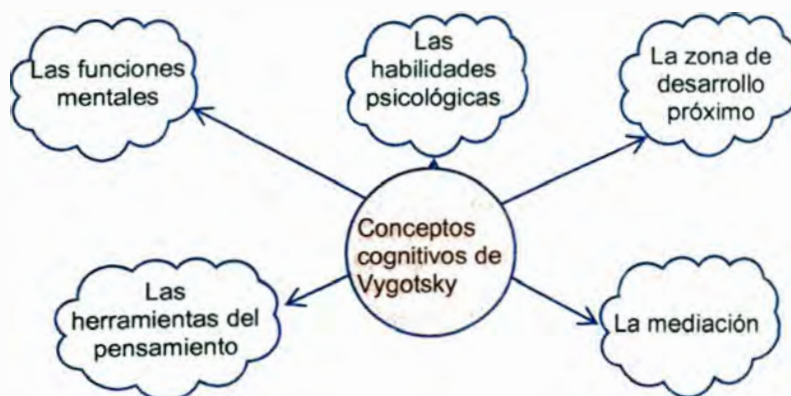 Las funciones
mentales
Las
habilidades
psicológicas
La zona de
desarrollo
próximo
Conceptos
cognitivos de
Vygotsky
Las
herramientas del
pensamiento
La mediación